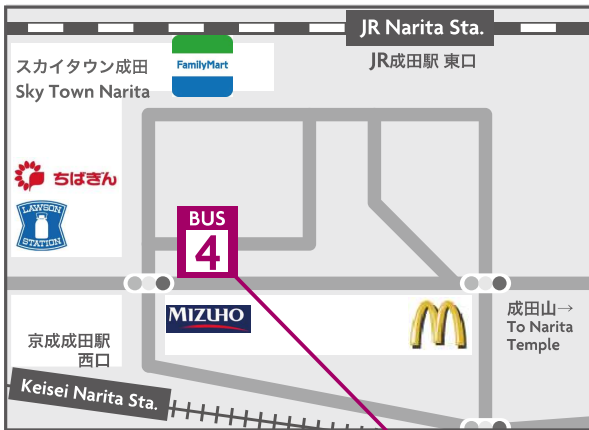 JR Narita Sta.
JR成田駅 東口
スカイタウン成田
Sky Town Narita
FamilyMart
ちばぎん
LAWSON
STATION
BUS
4
MIZUHO
成田山→
To Narita
Temple
京成成田駅
西口
Keisei Narita Sta.